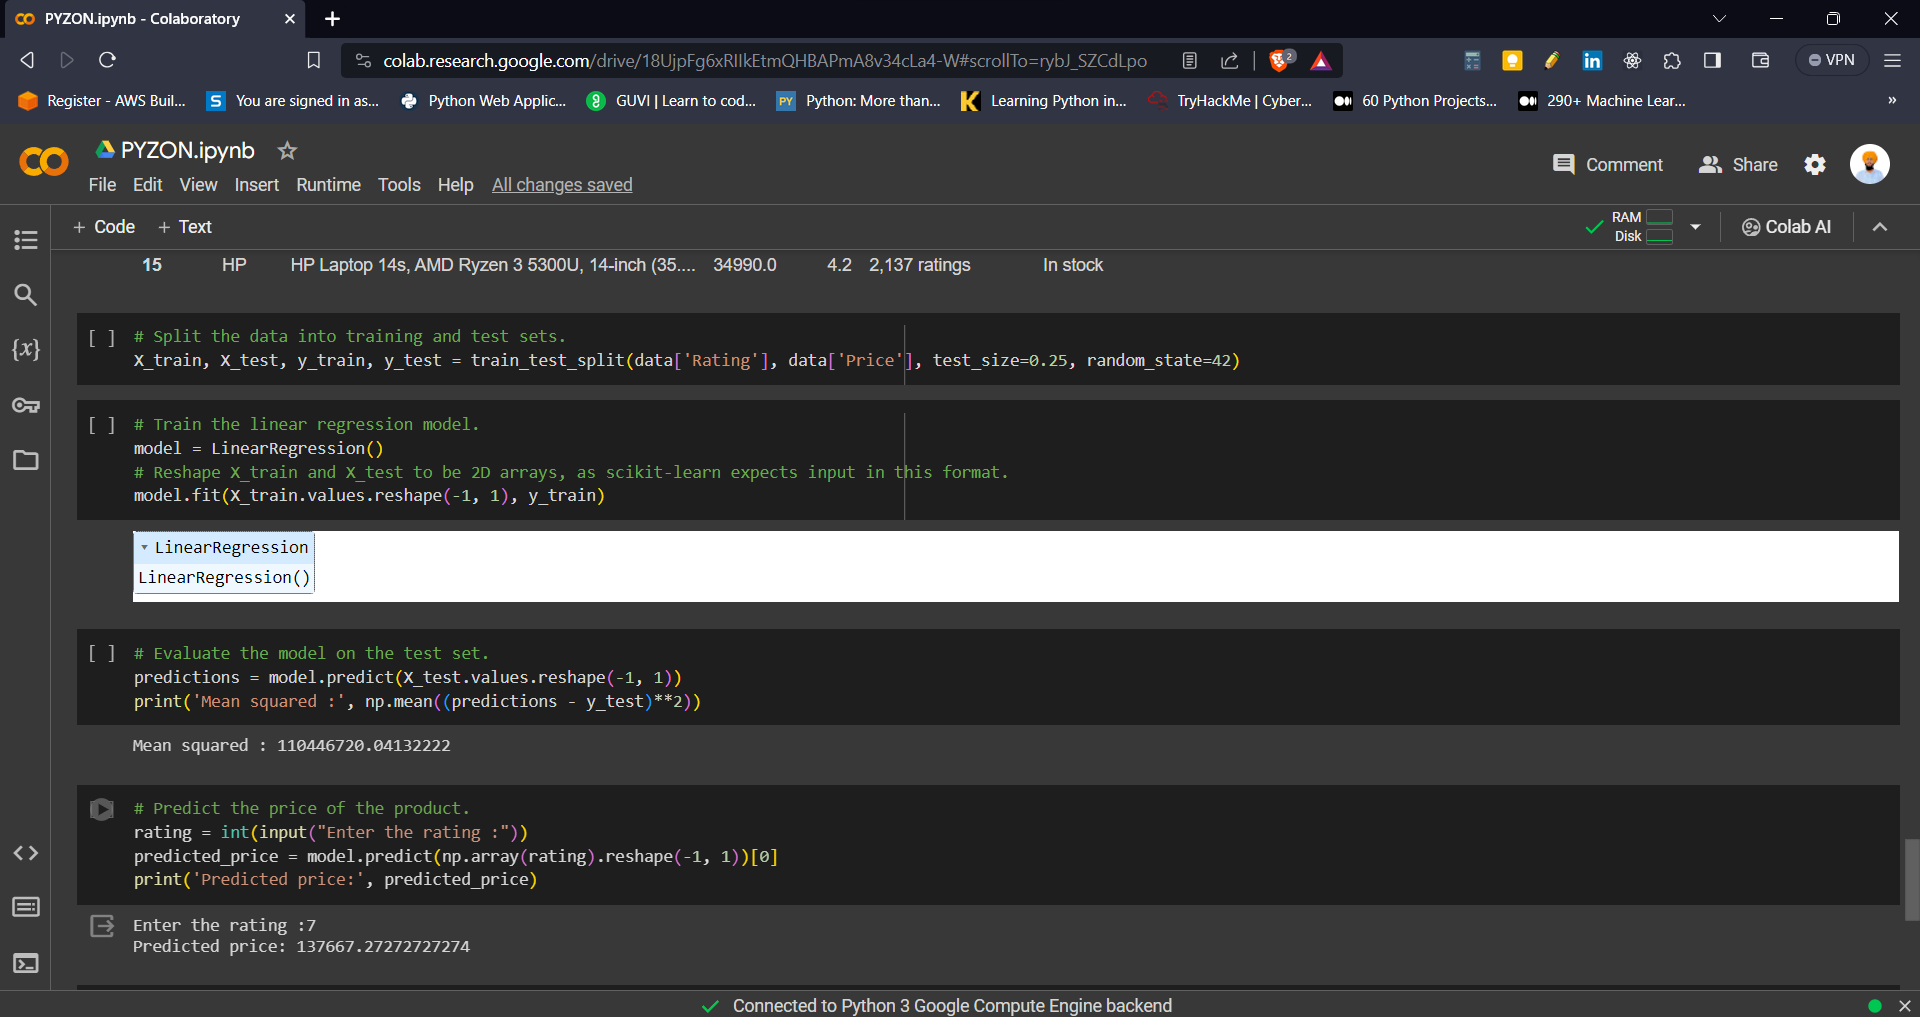 PYZON.ipynb - Colaboratory
colab.research.google.com/drive/18UjpFg6xRIlkEtmQHBAPmA8v34cLa4-W#scrollTo=rybJ_SZCdLpo
2
VPN
Register - AWS Buil...
You are signed in as...
Python Web Applic...
GUVI | Learn to cod...
Python: More than...
Learning Python in...
TryHackMe | Cyber...
60 Python Projects...
290+ Machine Lear...
»
PYZON.ipynb
Comment
Share
File Edit View Insert Runtime Tools Help All changes saved
+ Code + Text
RAM
Disk
Colab AI
15 HP HP Laptop 14s, AMD Ryzen 3 5300U, 14-inch (35.... 34990.0 4.2 2,137 ratings In stock
[ ] # Split the data into training and test sets.
X_train, X_test, y_train, y_test = train_test_split(data['Rating'], data['Price'], test_size=0.25, random_state=42)
[ ] # Train the linear regression model.
model = LinearRegression()
# Reshape X_train and X_test to be 2D arrays, as scikit-learn expects input in this format.
model.fit(X_train.values.reshape(-1, 1), y_train)
LinearRegression
LinearRegression()
[ ] # Evaluate the model on the test set.
predictions = model.predict(X_test.values.reshape(-1, 1))
print('Mean squared :', np.mean((predictions - y_test)**2))
Mean squared : 110446720.04132222
# Predict the price of the product.
rating = int(input("Enter the rating :"))
predicted_price = model.predict(np.array(rating).reshape(-1, 1))[0]
print('Predicted price:', predicted_price)
Enter the rating :7
Predicted price: 137667.27272727274
Connected to Python 3 Google Compute Engine backend